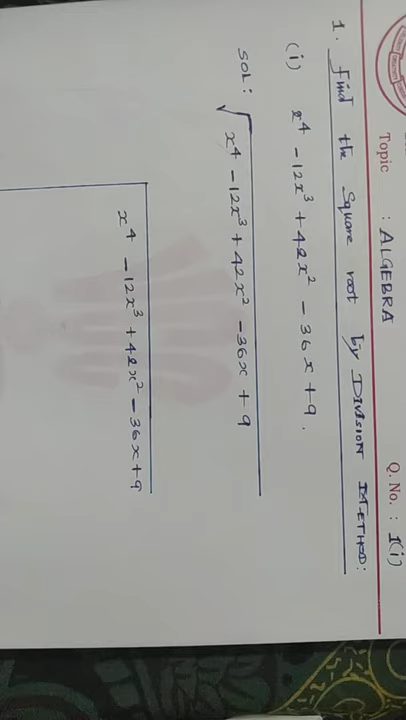 Topic : ALGEBRA Q. No. : 1(i)
1. Find the Square root by DIVISION METHOD:
(i) x⁴ - 12x³ + 42x² - 36x + 9.
SOL: √x⁴ - 12x³ + 42x² - 36x + 9
x⁴ - 12x³ + 42x² - 36x + 9